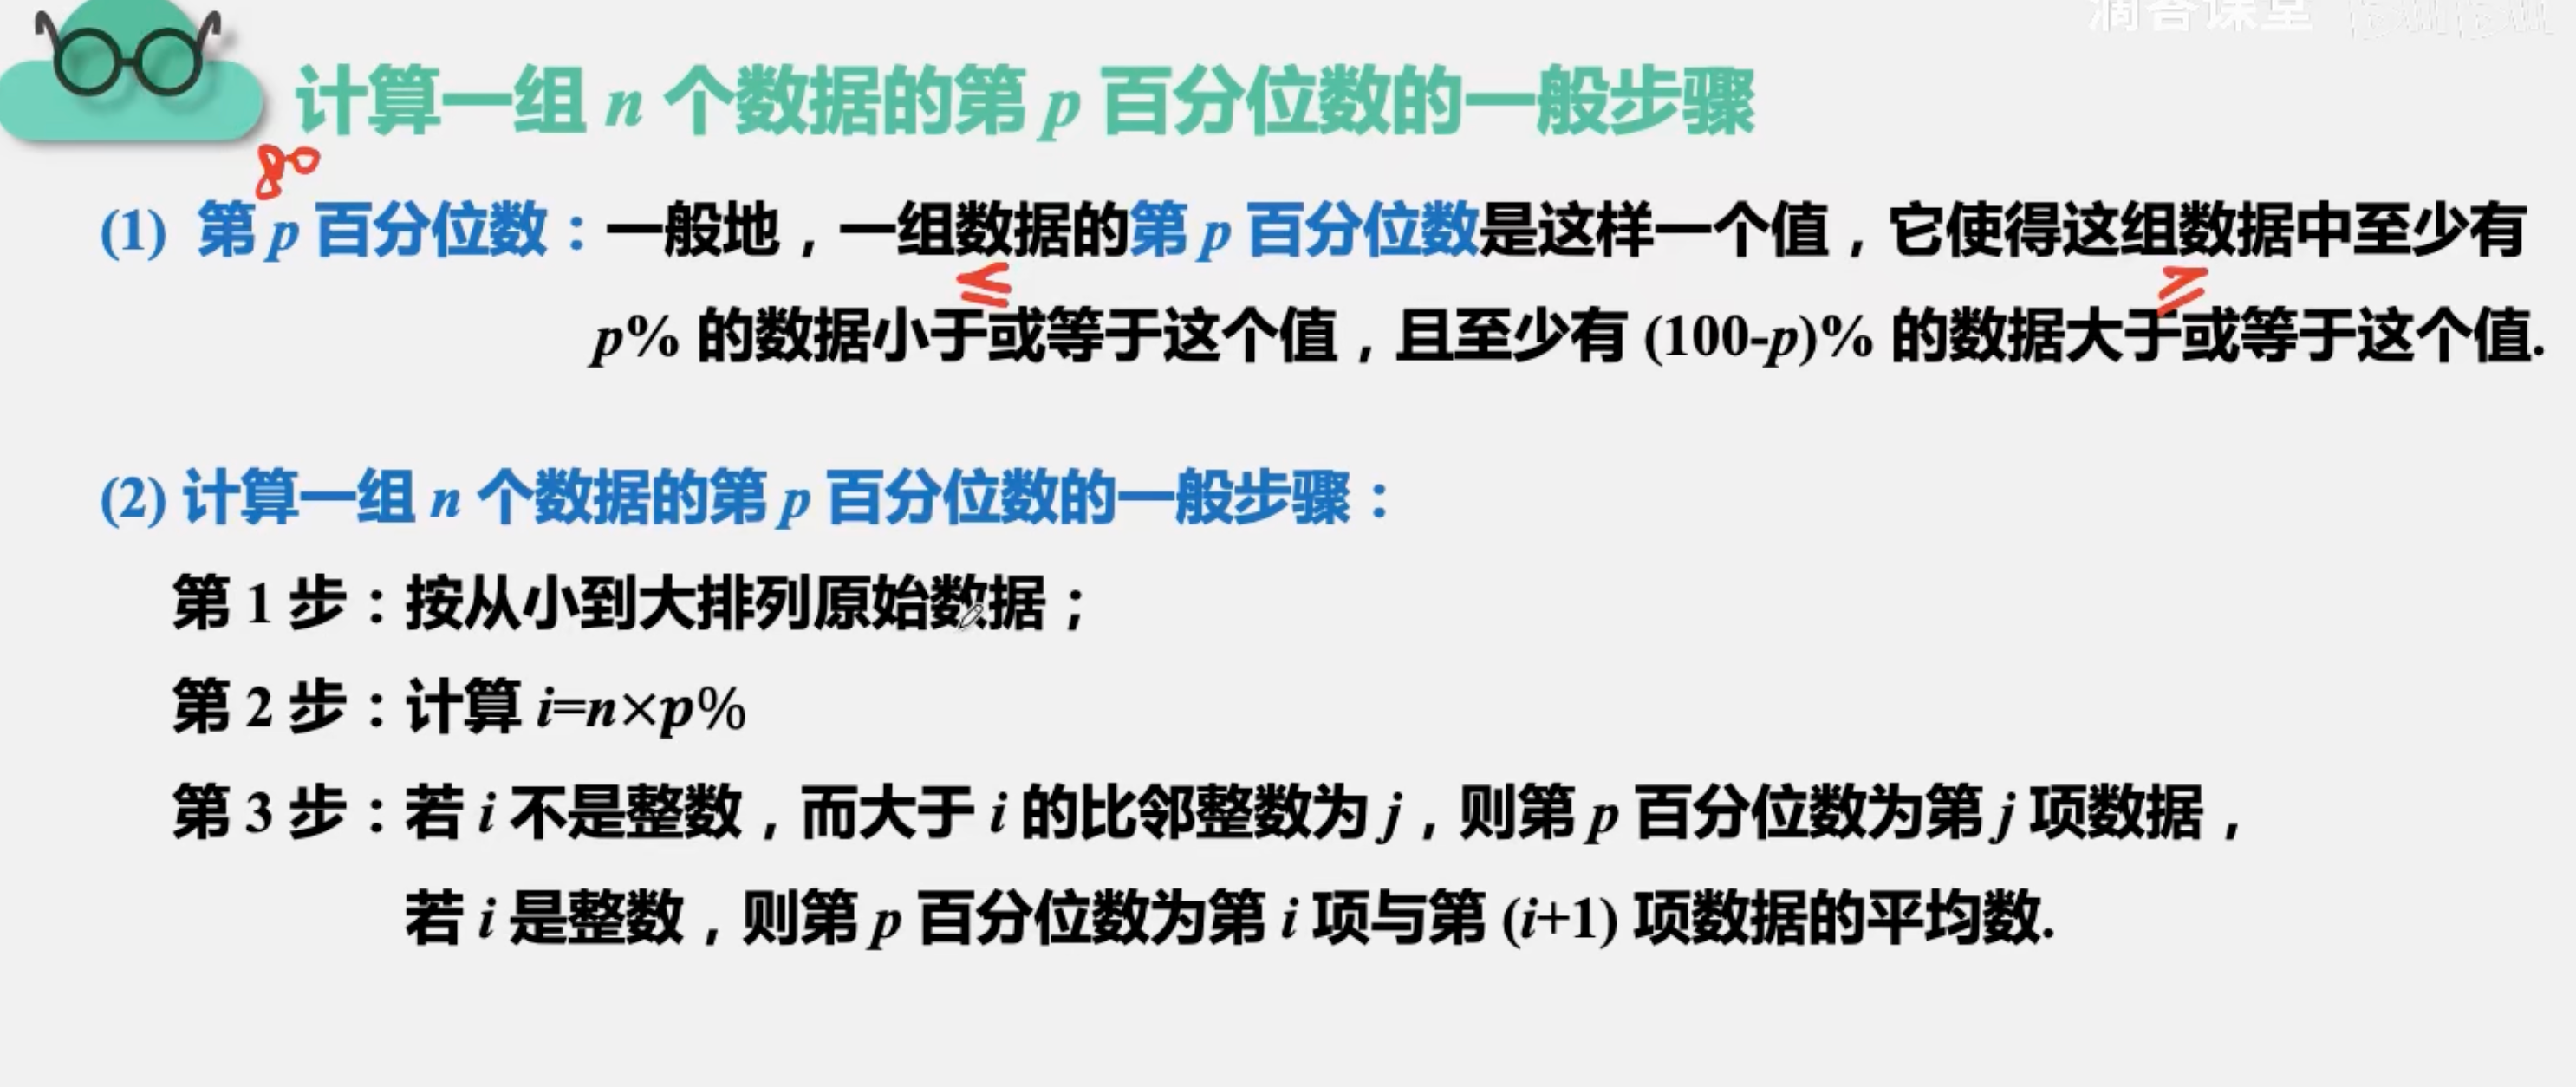 滴答课堂
计算一组 n 个数据的第 p 百分位数的一般步骤
80
(1) 第 p 百分位数：一般地，一组数据的第 p 百分位数是这样一个值，它使得这组数据中至少有
≤ ≥
p% 的数据小于或等于这个值，且至少有 (100-p)% 的数据大于或等于这个值.
(2) 计算一组 n 个数据的第 p 百分位数的一般步骤：
第 1 步：按从小到大排列原始数据；
第 2 步：计算 i=n×p%
第 3 步：若 i 不是整数，而大于 i 的比邻整数为 j，则第 p 百分位数为第 j 项数据，
若 i 是整数，则第 p 百分位数为第 i 项与第 (i+1) 项数据的平均数.